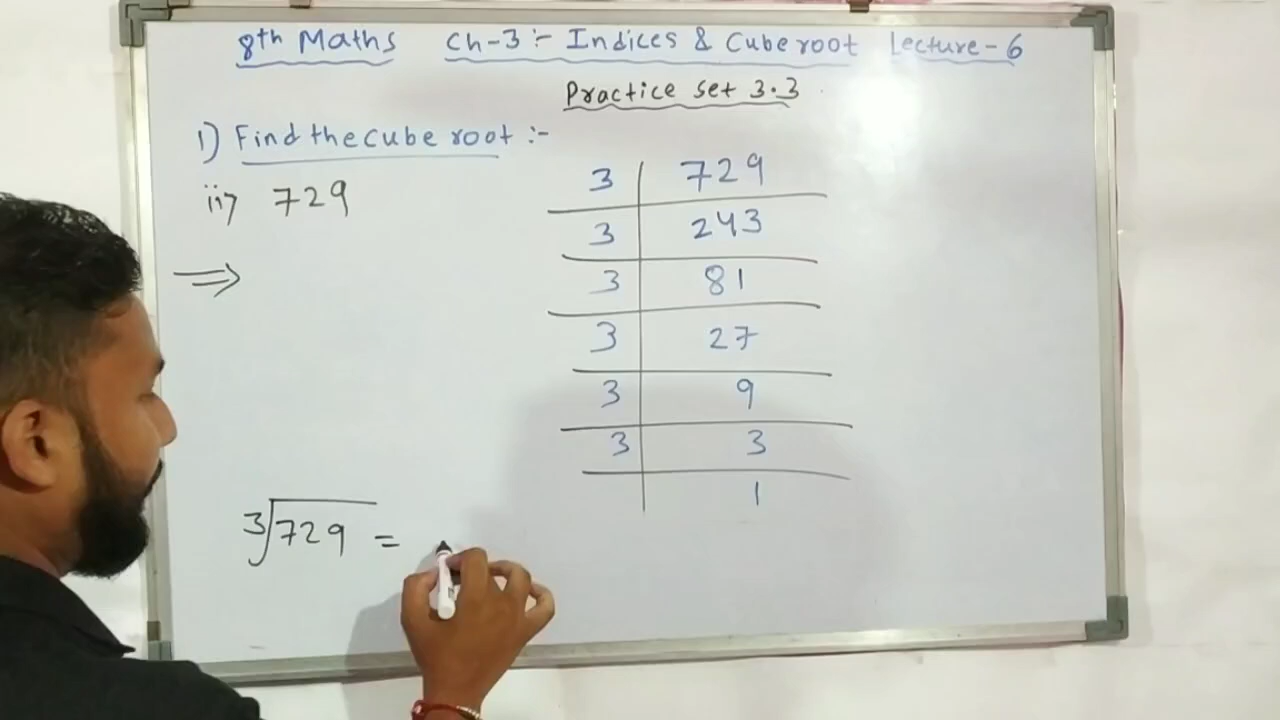 8th Maths Ch-3:- Indices & Cube root Lecture-6
Practice set 3.3
1) Find the cube root :-
ii) 729
⇒
3 | 729
3 | 243
3 | 81
3 | 27
3 | 9
3 | 3
| 1
∛729 =